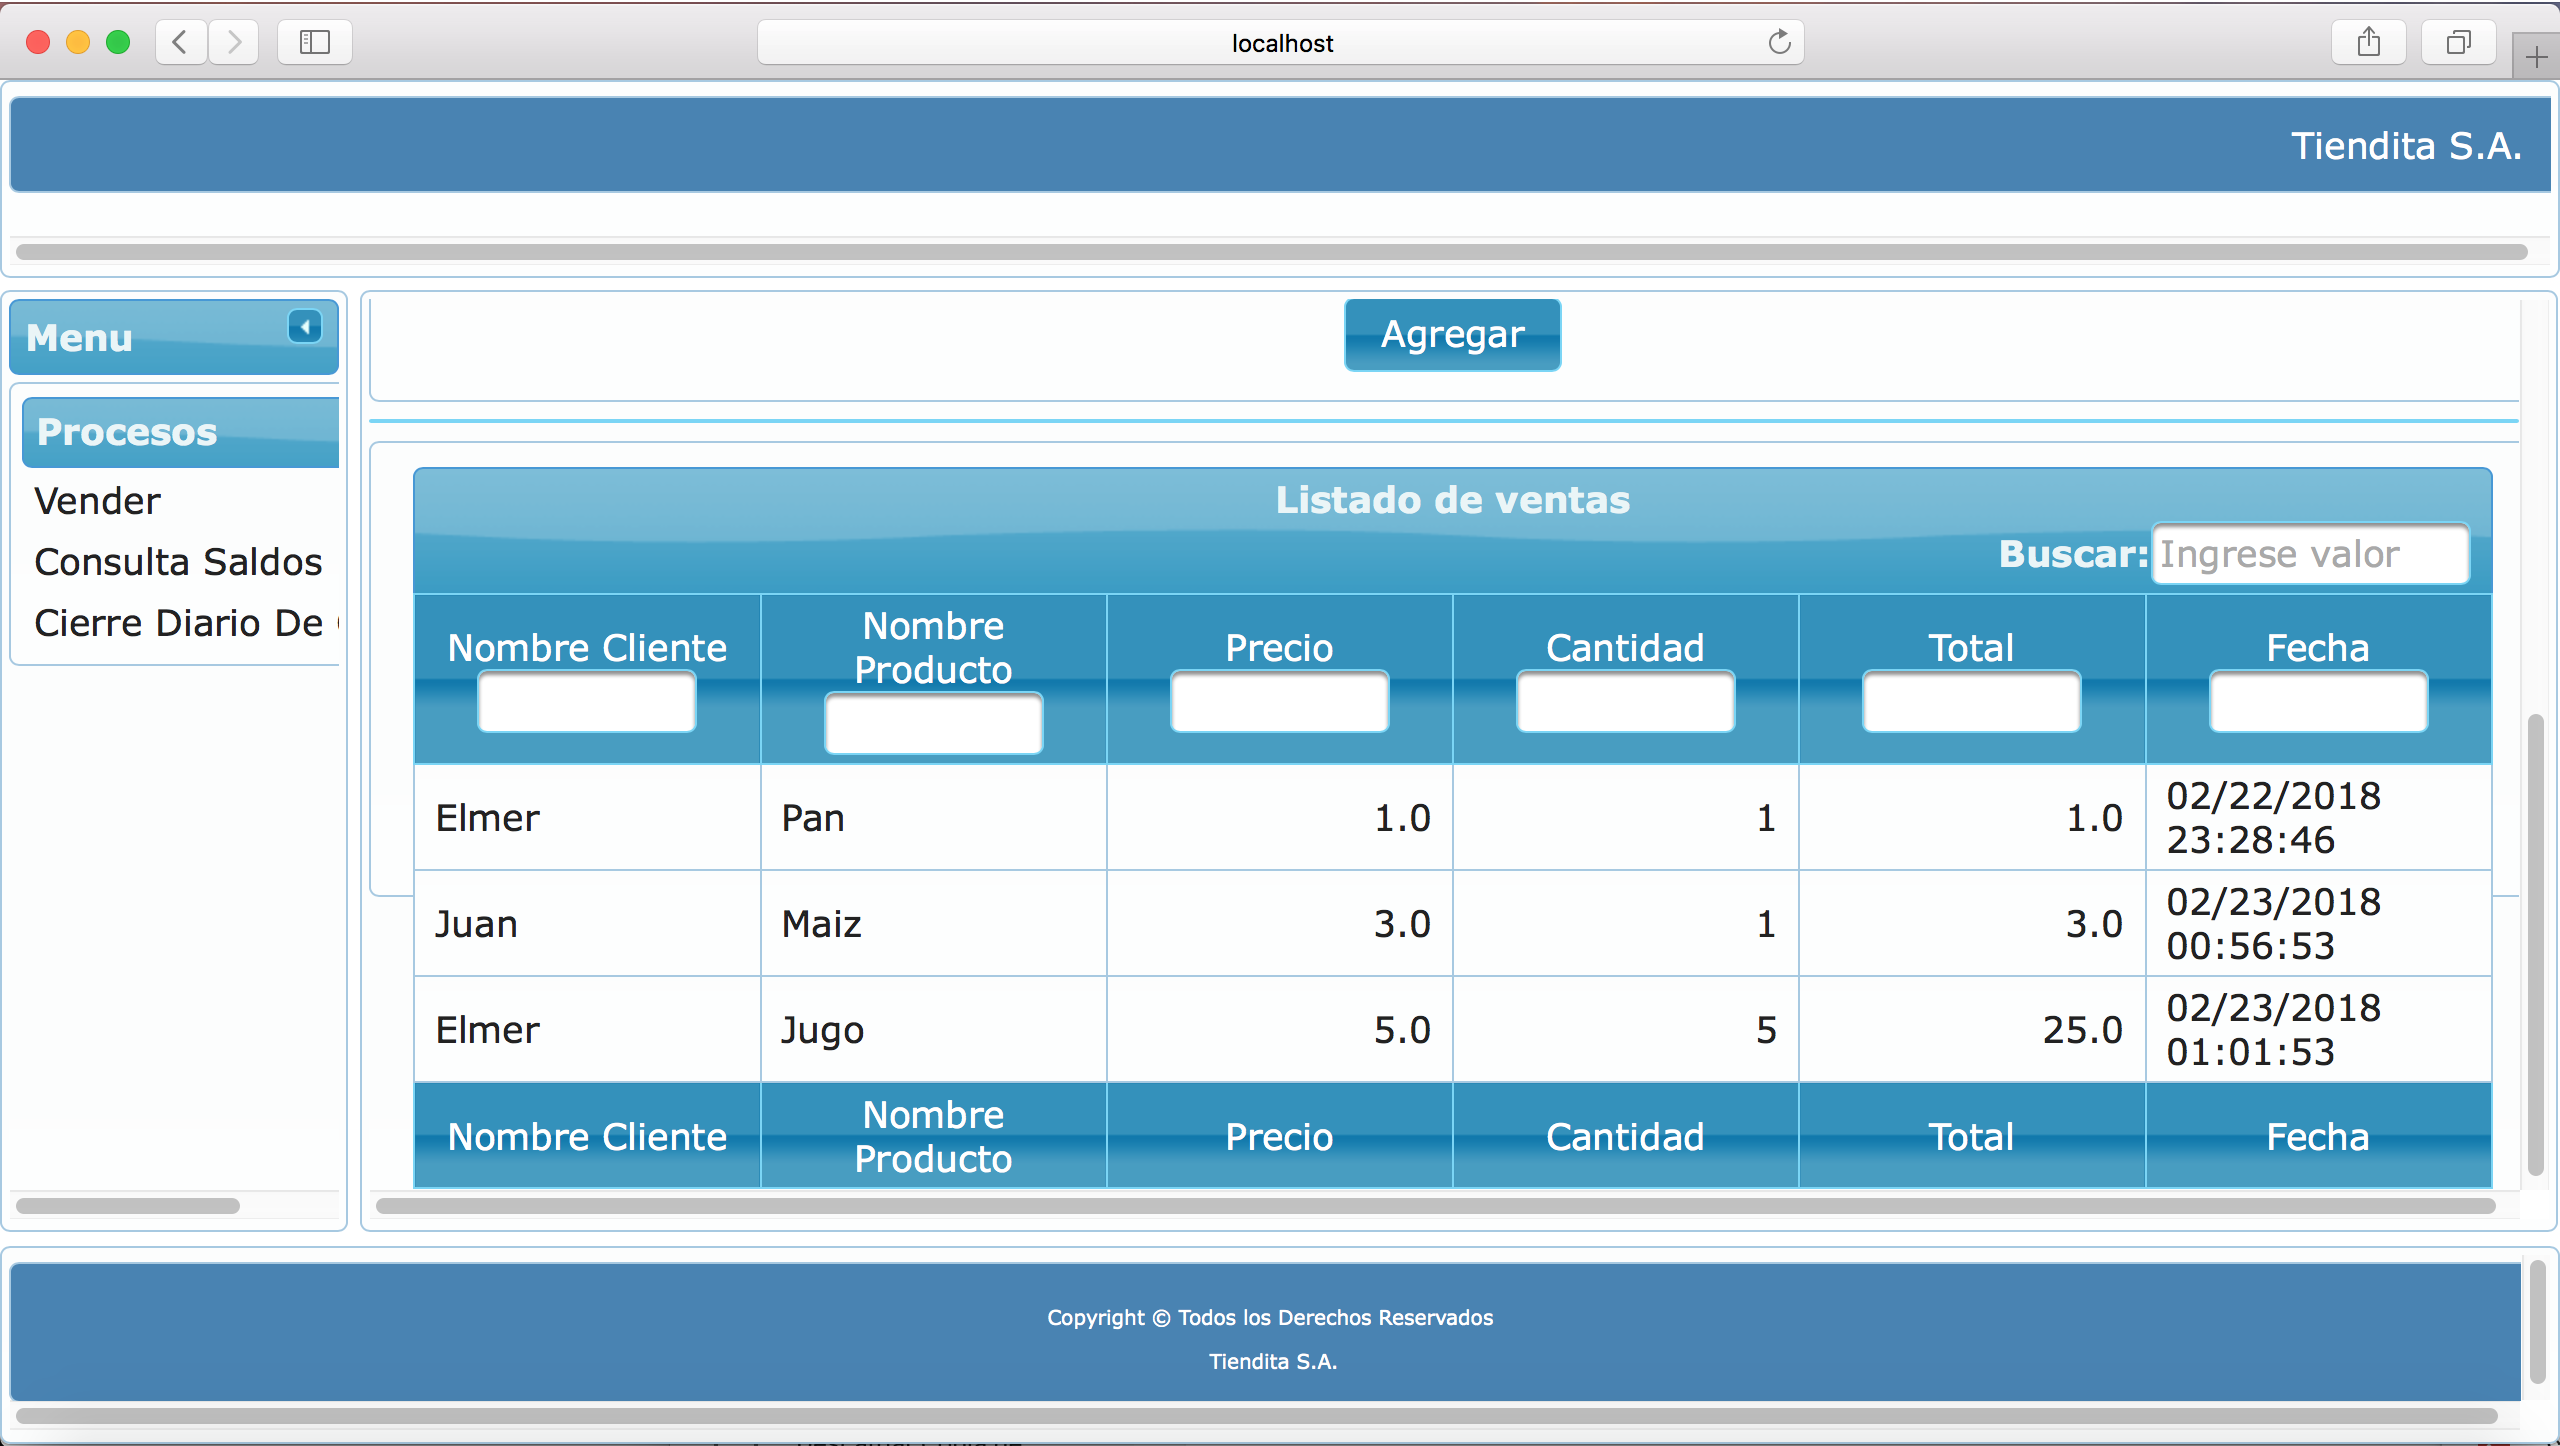 localhost
Tiendita S.A.
Agregar
Menu
Procesos
Vender
Consulta Saldos
Cierre Diario De
Listado de ventas
Buscar: Ingrese valor
Nombre Cliente Nombre Producto Precio Cantidad Total Fecha
Elmer Pan 1.0 1 1.0 02/22/2018 23:28:46
Juan Maiz 3.0 1 3.0 02/23/2018 00:56:53
Elmer Jugo 5.0 5 25.0 02/23/2018 01:01:53
Nombre Cliente Nombre Producto Precio Cantidad Total Fecha
Copyright © Todos los Derechos Reservados
Tiendita S.A.